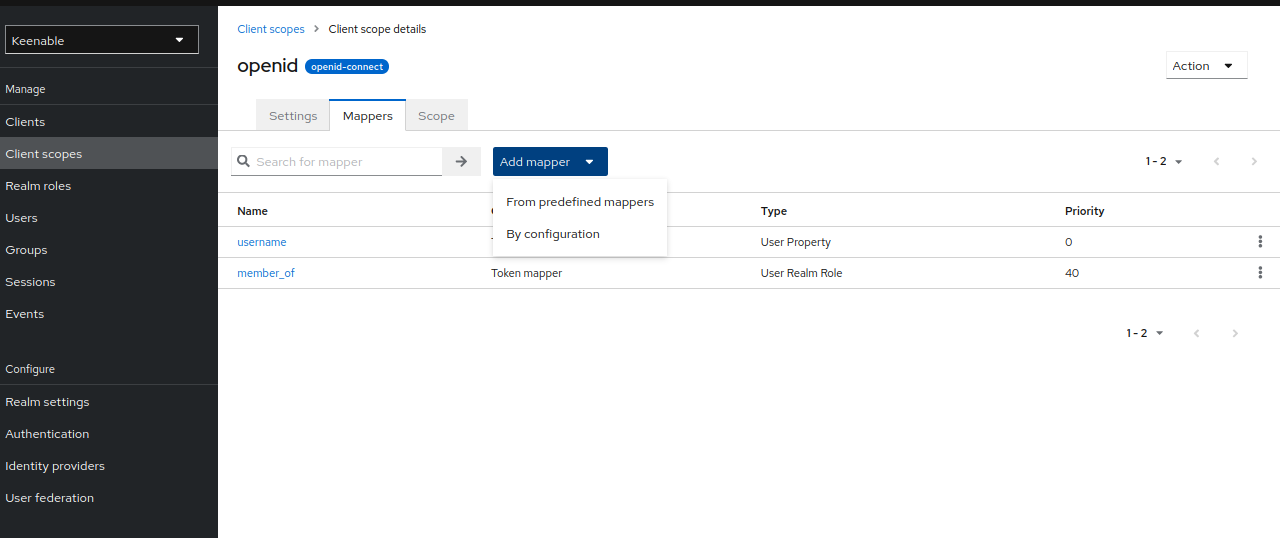 Keenable
Manage
Clients
Client scopes
Realm roles
Users
Groups
Sessions
Events
Configure
Realm settings
Authentication
Identity providers
User federation
Client scopes > Client scope details
openid openid-connect
Action
Settings Mappers Scope
Search for mapper Add mapper 1 - 2
From predefined mappers
By configuration
Name Type Priority
username User Property 0
member_of Token mapper User Realm Role 40
1 - 2